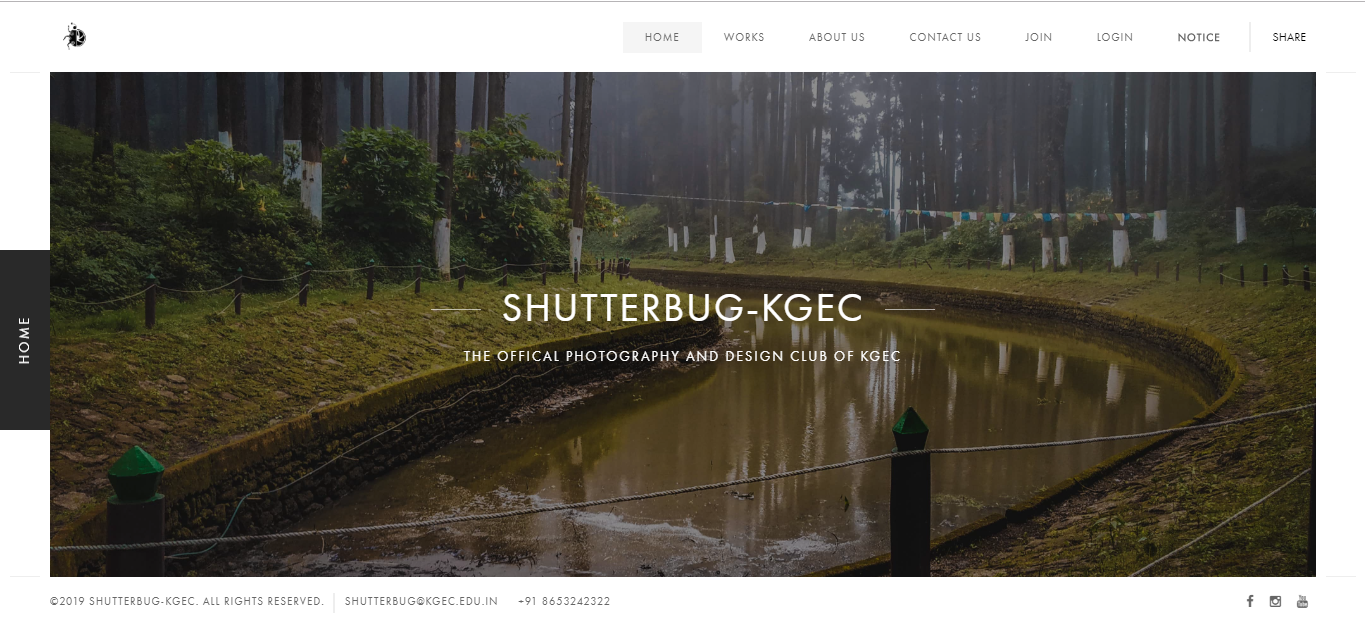 HOME WORKS ABOUT US CONTACT US JOIN LOGIN NOTICE SHARE
HOME
SHUTTERBUG-KGEC
THE OFFICAL PHOTOGRAPHY AND DESIGN CLUB OF KGEC
©2019 SHUTTERBUG-KGEC. ALL RIGHTS RESERVED. SHUTTERBUG@KGEC.EDU.IN +91 8653242322